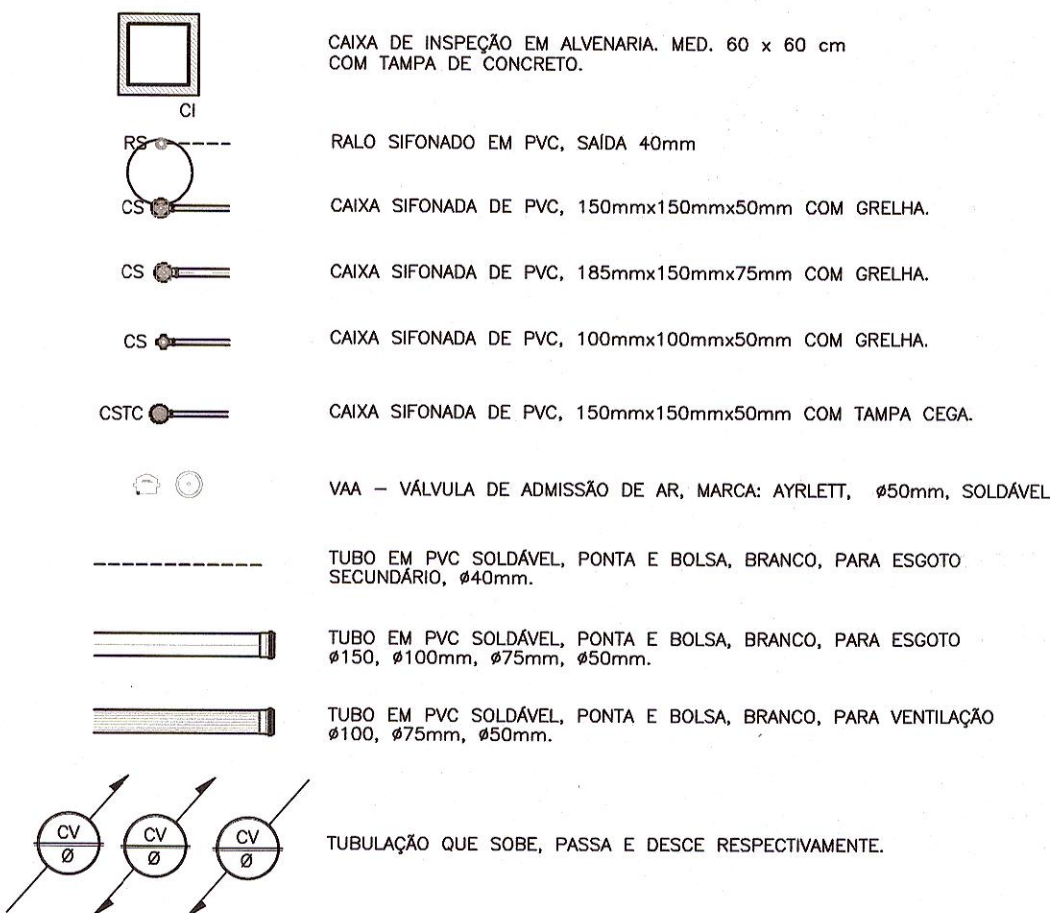 CAIXA DE INSPEÇÃO EM ALVENARIA. MED. 60 x 60 cm
COM TAMPA DE CONCRETO.
CI
RS
RALO SIFONADO EM PVC, SAÍDA 40mm
CS
CAIXA SIFONADA DE PVC, 150mmx150mmx50mm COM GRELHA.
CS
CAIXA SIFONADA DE PVC, 185mmx150mmx75mm COM GRELHA.
CS
CAIXA SIFONADA DE PVC, 100mmx100mmx50mm COM GRELHA.
CSTC
CAIXA SIFONADA DE PVC, 150mmx150mmx50mm COM TAMPA CEGA.
VAA – VÁLVULA DE ADMISSÃO DE AR, MARCA: AYRLETT, ø50mm, SOLDÁVEL
TUBO EM PVC SOLDÁVEL, PONTA E BOLSA, BRANCO, PARA ESGOTO
SECUNDÁRIO, ø40mm.
TUBO EM PVC SOLDÁVEL, PONTA E BOLSA, BRANCO, PARA ESGOTO
ø150, ø100mm, ø75mm, ø50mm.
TUBO EM PVC SOLDÁVEL, PONTA E BOLSA, BRANCO, PARA VENTILAÇÃO
ø100, ø75mm, ø50mm.
CV
Ø
CV
Ø
CV
Ø
TUBULAÇÃO QUE SOBE, PASSA E DESCE RESPECTIVAMENTE.